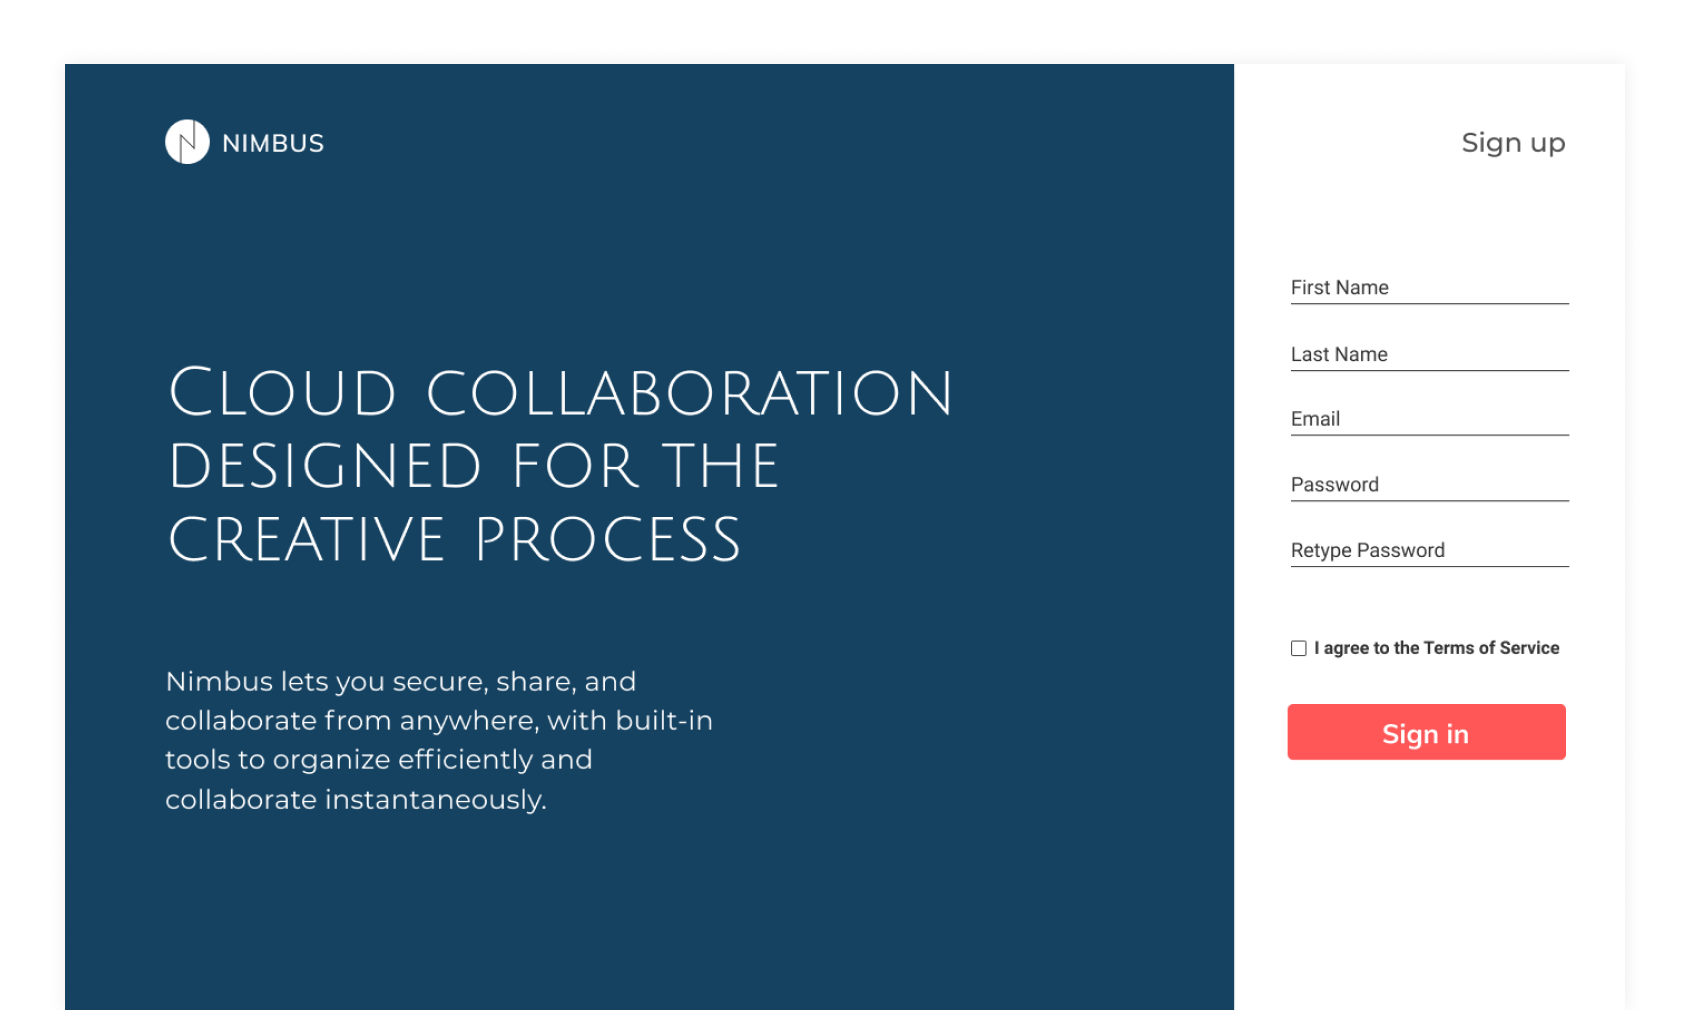 NIMBUS
Cloud collaboration
designed for the
creative process
Nimbus lets you secure, share, and
collaborate from anywhere, with built-in
tools to organize efficiently and
collaborate instantaneously.
Sign up
First Name
Last Name
Email
Password
Retype Password
I agree to the Terms of Service
Sign in